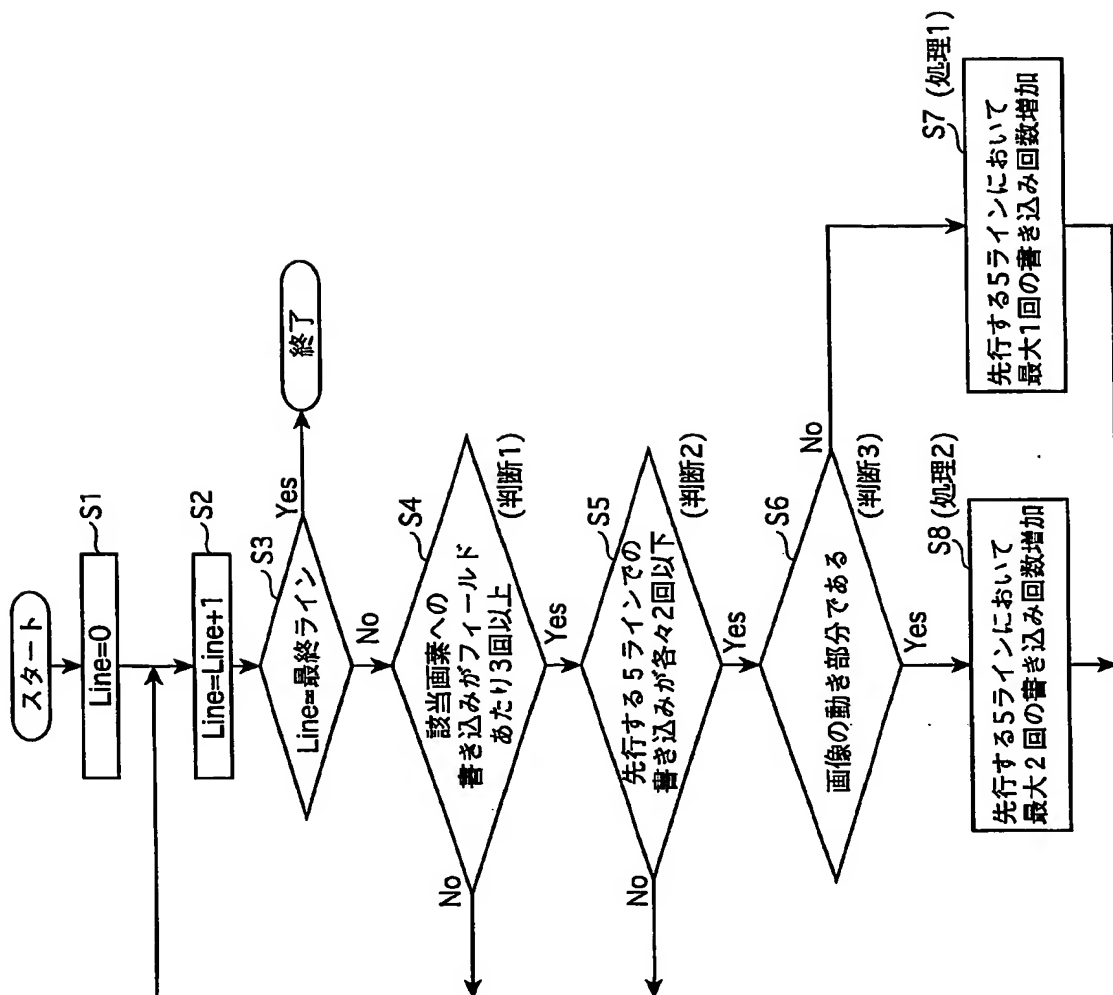 スタート
S1
Line=0
S2
Line=Line+1
S3
Line=最終ライン
Yes
終了
No
S4
該当画素への
書き込みがフィールド
あたり3回以上
(判断1)
No
Yes
S5
先行する5ラインでの
書き込みが各々2回以下
(判断2)
No
Yes
S6
画像の動き部分である
(判断3)
No
Yes
S7 (処理1)
先行する5ラインにおいて
最大1回の書き込み回数増加
S8 (処理2)
先行する5ラインにおいて
最大2回の書き込み回数増加